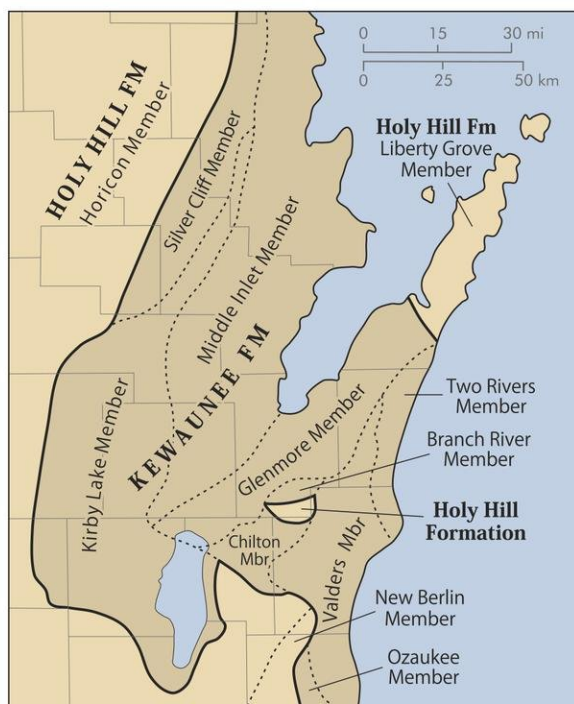 0 15 30 mi
0 25 50 km
HOLY HILL FM
Horicon Member
Silver Cliff Member
Holy Hill Fm
Liberty Grove
Member
Middle Inlet Member
KEWAUNEE FM
Kirby Lake Member
Glenmore Member
Two Rivers
Member
Branch River
Member
Holy Hill
Formation
Chilton
Mbr
Valders Mbr
New Berlin
Member
Ozaukee
Member